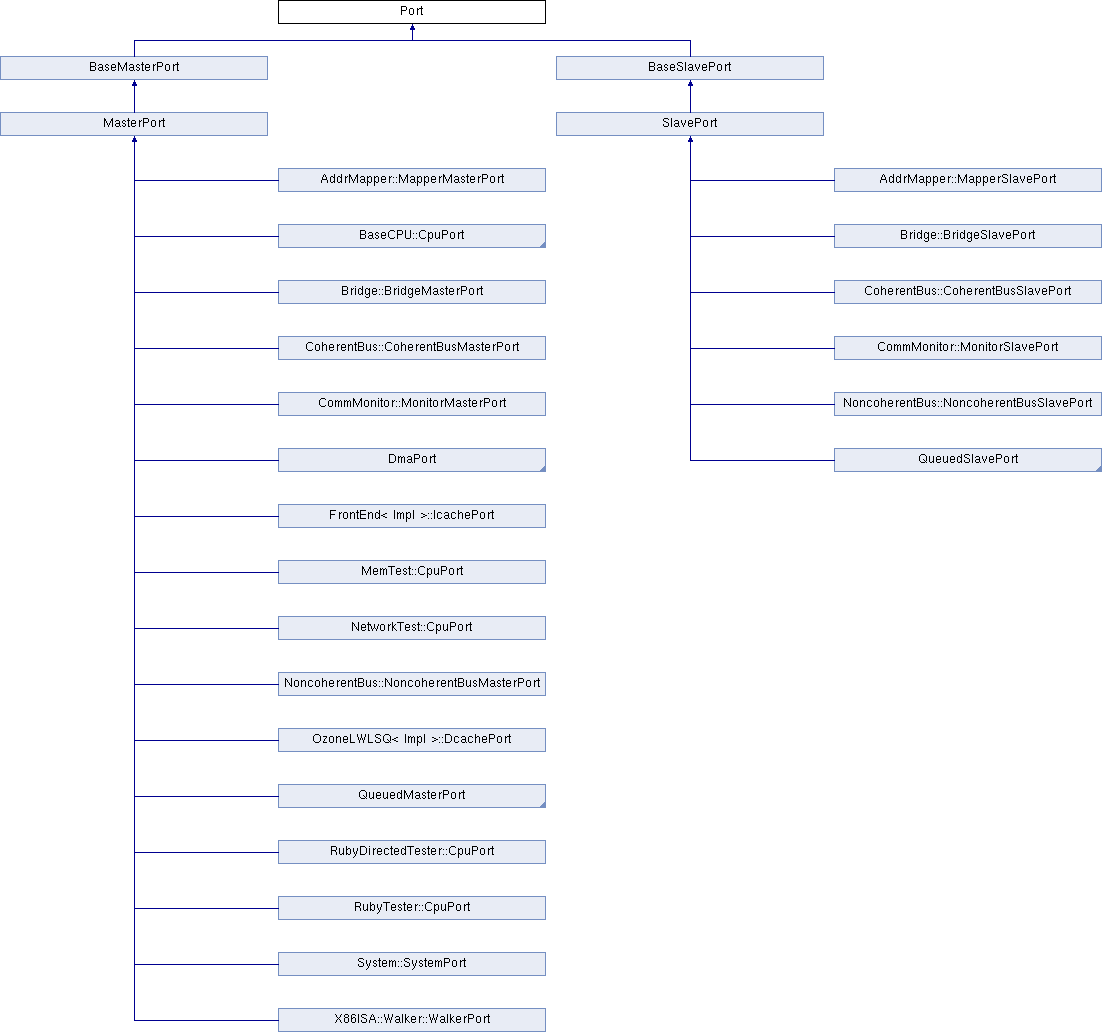 Port
BaseMasterPort
BaseSlavePort
MasterPort
SlavePort
AddrMapper::MapperMasterPort
AddrMapper::MapperSlavePort
BaseCPU::CpuPort
Bridge::BridgeSlavePort
Bridge::BridgeMasterPort
CoherentBus::CoherentBusSlavePort
CoherentBus::CoherentBusMasterPort
CommMonitor::MonitorSlavePort
CommMonitor::MonitorMasterPort
NoncoherentBus::NoncoherentBusSlavePort
DmaPort
QueuedSlavePort
FrontEnd< Impl >::IcachePort
MemTest::CpuPort
NetworkTest::CpuPort
NoncoherentBus::NoncoherentBusMasterPort
OzoneLWLSQ< Impl >::DcachePort
QueuedMasterPort
RubyDirectedTester::CpuPort
RubyTester::CpuPort
System::SystemPort
X86ISA::Walker::WalkerPort